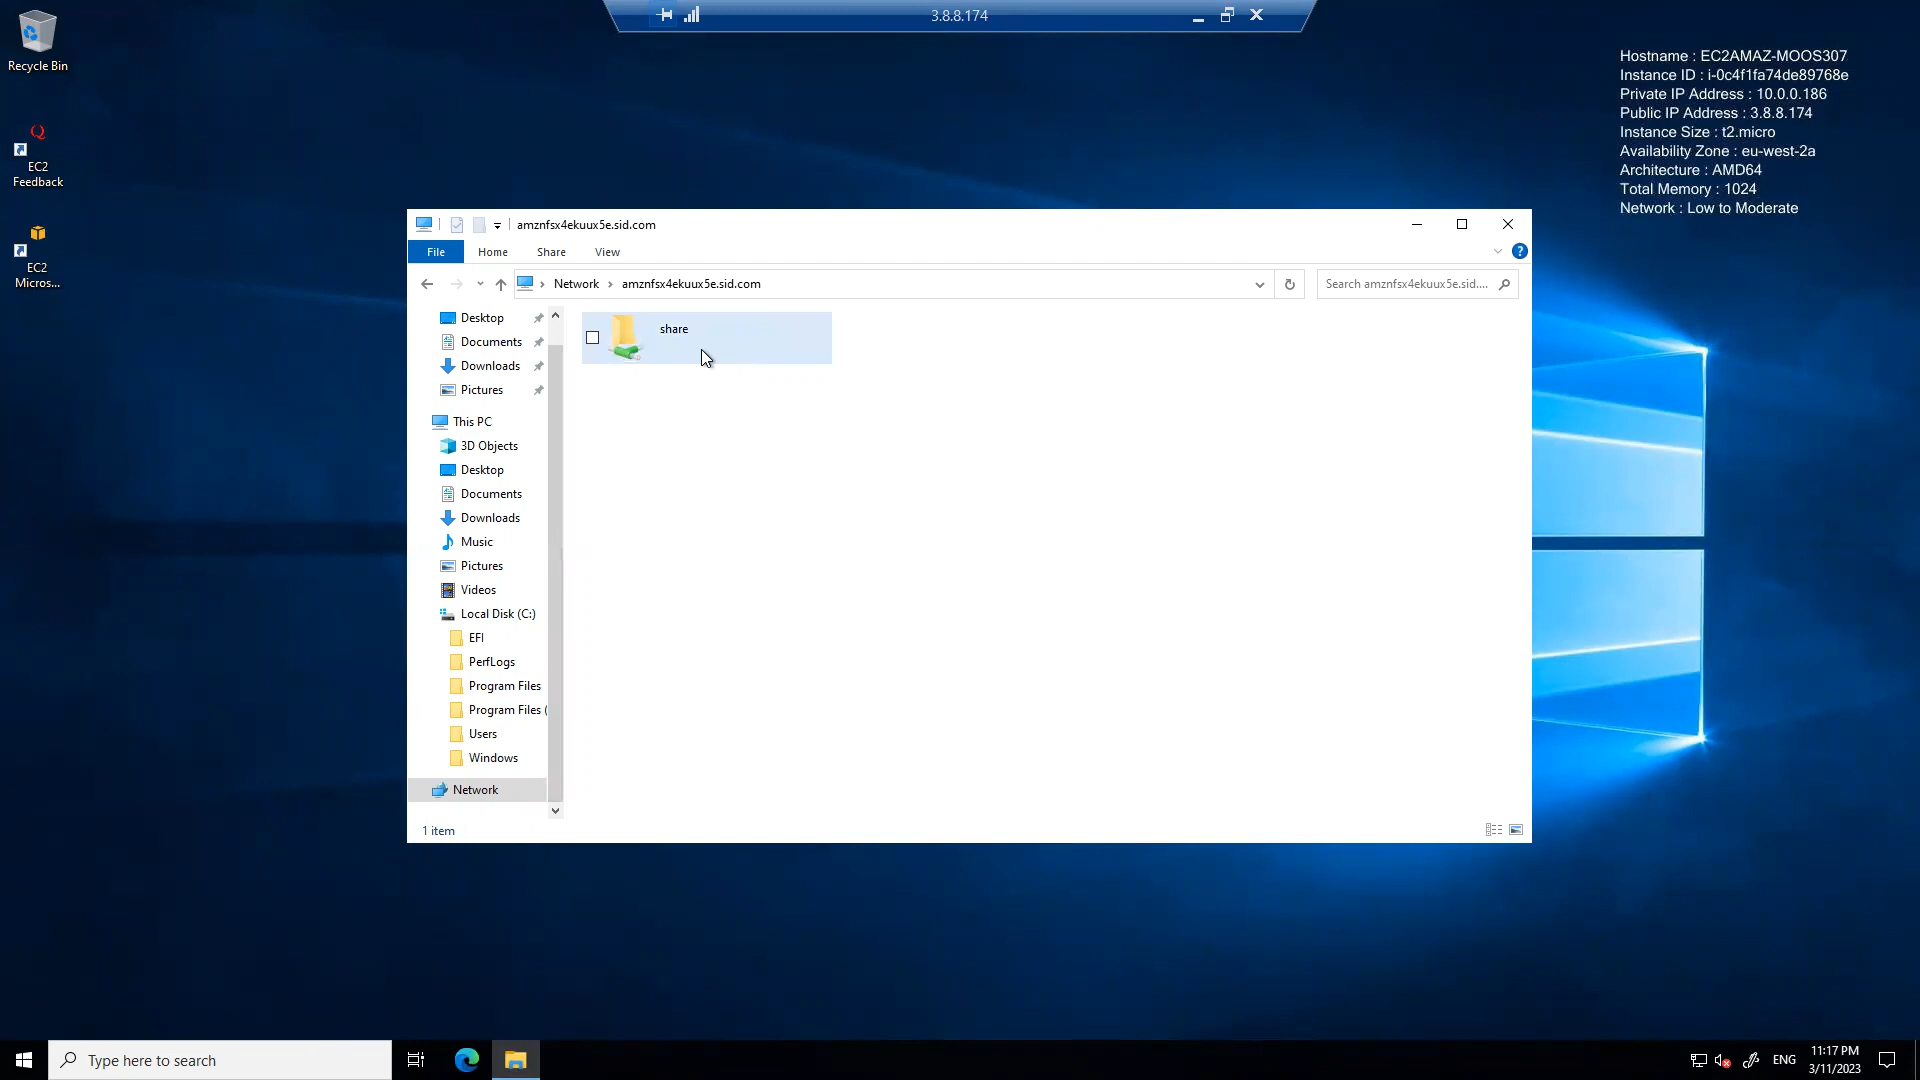 3.8.8.174
Recycle Bin
EC2
Feedback
EC2
Micros...
Hostname : EC2AMAZ-MOOS307
Instance ID : i-0c4f1fa74de89768e
Private IP Address : 10.0.0.186
Public IP Address : 3.8.8.174
Instance Size : t2.micro
Availability Zone : eu-west-2a
Architecture : AMD64
Total Memory : 1024
Network : Low to Moderate
amznfsx4ekuux5e.sid.com
File Home Share View
Network > amznfsx4ekuux5e.sid.com
Search amznfsx4ekuux5e.sid....
Desktop
Documents
Downloads
Pictures
This PC
3D Objects
Desktop
Documents
Downloads
Music
Pictures
Videos
Local Disk (C:)
EFI
PerfLogs
Program Files
Program Files (
Users
Windows
Network
share
1 item
Type here to search
ENG
11:17 PM
3/11/2023